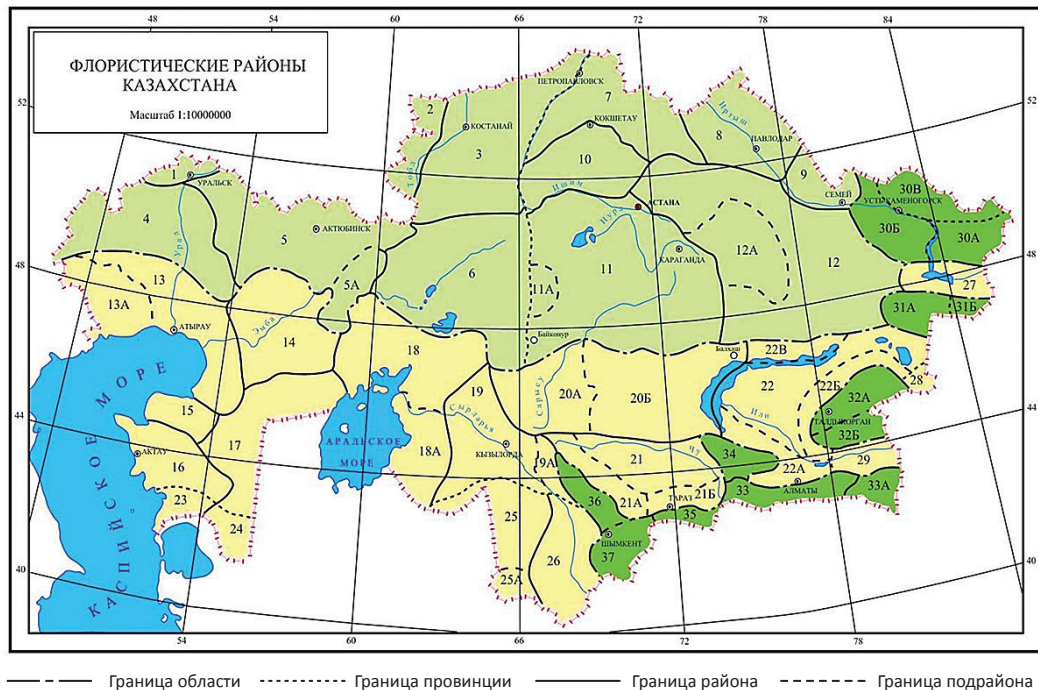 48 54 60 66 72 78 84
ФЛОРИСТИЧЕСКИЕ РАЙОНЫ
КАЗАХСТАНА
Масштаб 1:10000000
52
52
ПЕТРОПАВЛОВСК
7
2
КОСТАНАЙ
КОКШЕТАУ
Иртыш
8
ПАВЛОДАР
3
10
9
Тобл
1
УРАЛЬСК
Ишим
АСТАНА
СЕМЕЙ
30В
УСТЬ-КАМЕНОГОРСК
4
5
АКТЮБИНСК
Нура
30Б
30А
Урал
КАРАГАНДА
12А
12
48
48
13
5А
6
11
11А
27
13А
31А
31Б
АТЫРАУ
Эмба
14
Байконур
Балхаш
22В
18
15
19
Сарысу
20А
20Б
22
22Б
28
32А
Или
ТАЛДЫКОРГАН
32Б
44
44
17
АРАЛЬСКОЕ
МОРЕ
18А
Сырдарья
КЫЗЫЛОРДА
Чу
21
34
22А
29
АКТАУ
16
19А
33
АЛМАТЫ
33А
23
36
21А
ТАРАЗ
21Б
35
24
25
ШЫМКЕНТ
37
26
25А
40
40
КАСПИЙСКОЕ МОРЕ
54 60 66 72 78
Граница области Граница провинции Граница района Граница подрайона